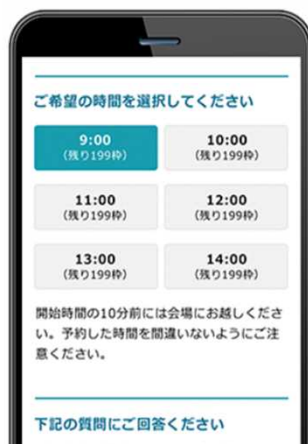 ご希望の時間を選択してください
9:00 10:00
(残り199枠) (残り199枠)
11:00 12:00
(残り199枠) (残り199枠)
13:00 14:00
(残り199枠) (残り199枠)
開始時間の10分前には会場にお越しくださ
い。予約した時間を間違いないようにご注
意ください。
下記の質問にご回答ください